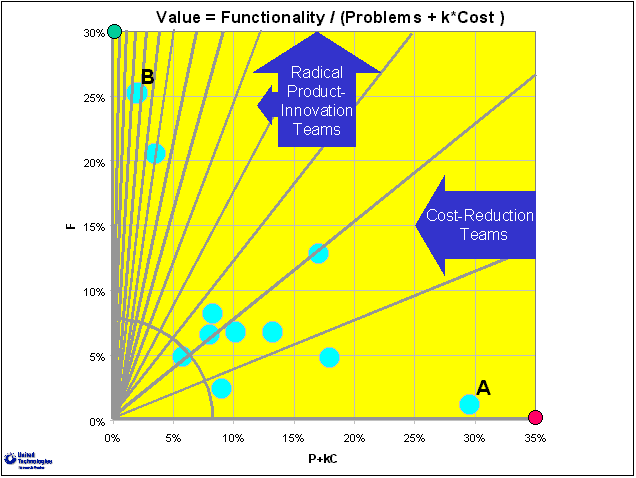 Value = Functionality / (Problems + k*Cost )
30%
25%
20%
15%
10%
5%
0%
F
B
Radical
Product-
Innovation
Teams
Cost-Reduction
Teams
A
0%
5%
10%
15%
20%
25%
30%
35%
P+kC
United
Technologies